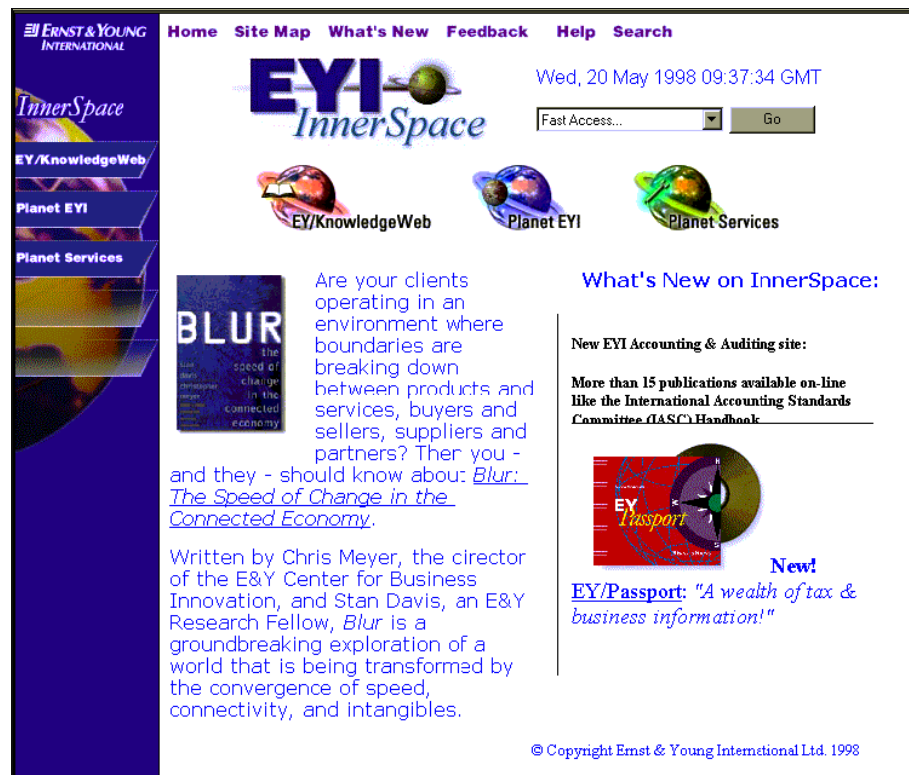 ERNST & YOUNG
INTERNATIONAL
InnerSpace
EY/KnowledgeWeb
Planet EYI
Planet Services
Home Site Map What's New Feedback Help Search
EYI
InnerSpace
Wed, 20 May 1998 09:37:34 GMT
Fast Access... Go
EY/KnowledgeWeb Planet EYI Planet Services
BLUR
the
speed of
change
in the
connected
economy
stan
davis
christopher
meyer
Are your clients
operating in an
environment where
boundaries are
breaking down
between products and
services, buyers and
sellers, suppliers and
partners? Then you -
and they - should know about Blur:
The Speed of Change in the
Connected Economy.
Written by Chris Meyer, the director
of the E&Y Center for Business
Innovation, and Stan Davis, an E&Y
Research Fellow, Blur is a
groundbreaking exploration of a
world that is being transformed by
the convergence of speed,
connectivity, and intangibles.
What's New on InnerSpace:
New EYI Accounting & Auditing site:
More than 15 publications available on-line
like the International Accounting Standards
Committee (IASC) Handbook
EY
Passport
New!
EY/Passport: "A wealth of tax &
business information!"
© Copyright Ernst & Young International Ltd. 1998